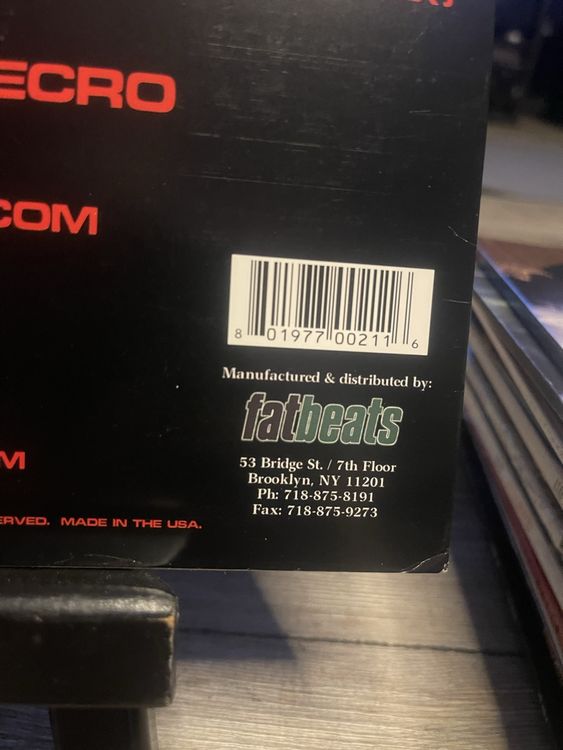 ECRO
COM
8 01977 00211 6
Manufactured & distributed by:
fatbeats
53 Bridge St. / 7th Floor
Brooklyn, NY 11201
Ph: 718-875-8191
Fax: 718-875-9273
M
ERVED. MADE IN THE USA.